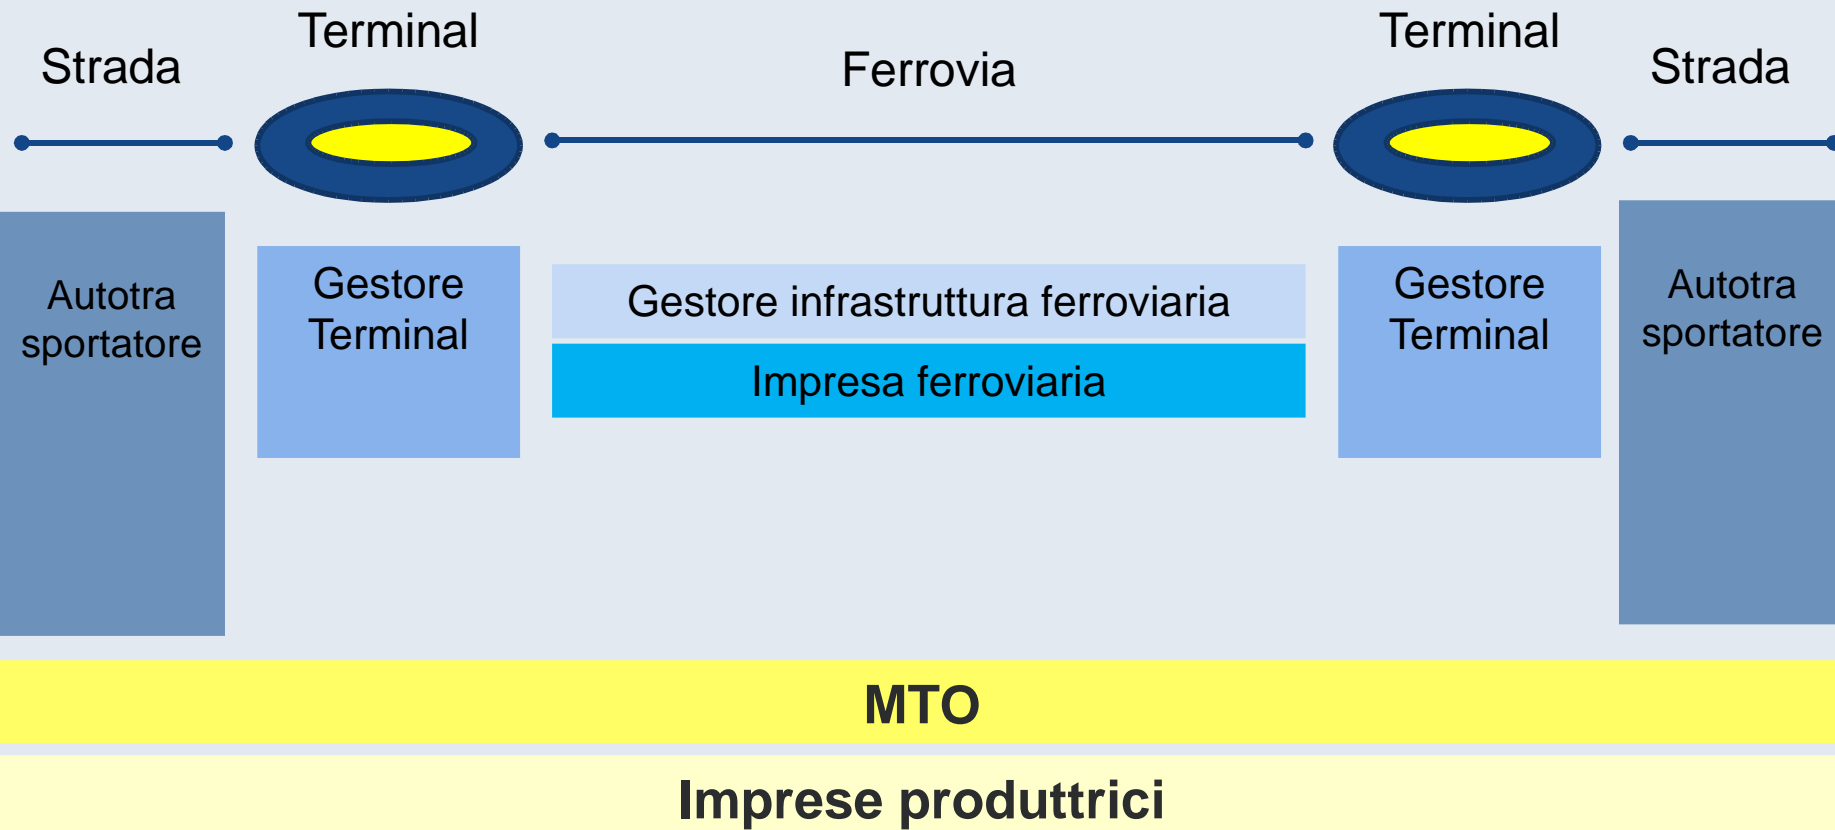 Strada
Terminal
Ferrovia
Terminal
Strada
Autotra
sportatore
Gestore
Terminal
Gestore infrastruttura ferroviaria
Impresa ferroviaria
Gestore
Terminal
Autotra
sportatore
MTO
Imprese produttrici